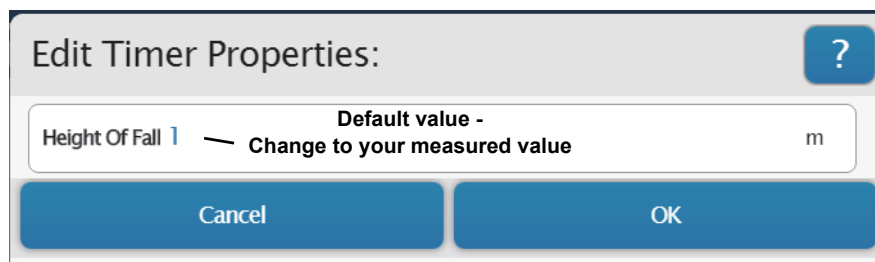 Edit Timer Properties:
?
Height Of Fall 1
Default value -
Change to your measured value
m
Cancel
OK